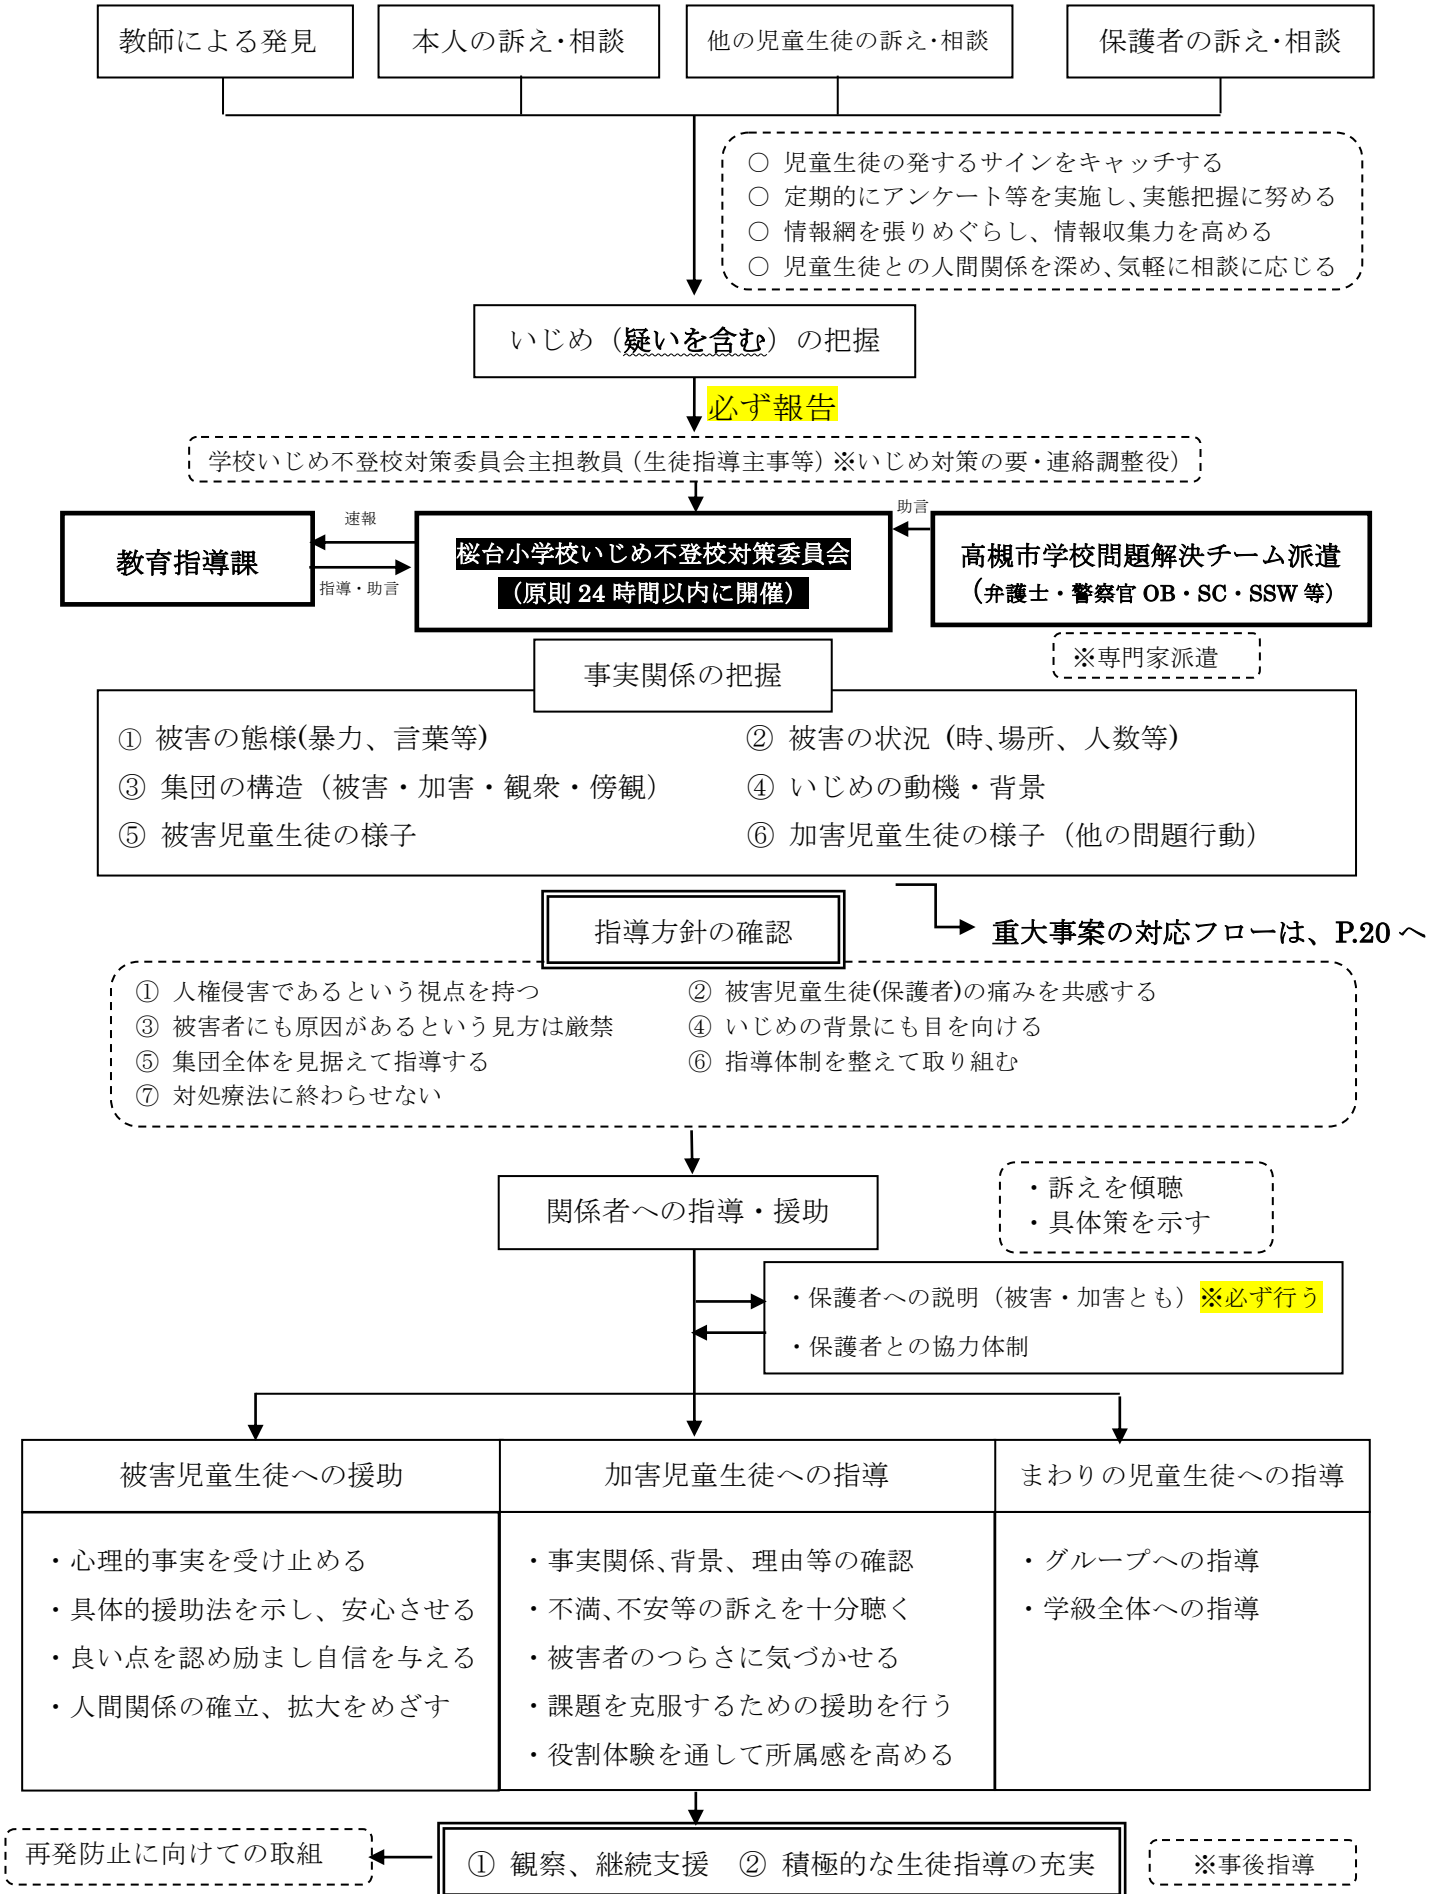 教師による発見
本人の訴え・相談
他の児童生徒の訴え・相談
保護者の訴え・相談
○ 児童生徒の発するサインをキャッチする
○ 定期的にアンケート等を実施し、実態把握に努める
○ 情報網を張りめぐらし、情報収集力を高める
○ 児童生徒との人間関係を深め、気軽に相談に応じる
いじめ（疑いを含む）の把握
必ず報告
学校いじめ不登校対策委員会主担教員（生徒指導主事等）※いじめ対策の要・連絡調整役）
教育指導課
速報
指導・助言
桜台小学校いじめ不登校対策委員会
（原則 24 時間以内に開催）
助言
高槻市学校問題解決チーム派遣
（弁護士・警察官 OB・SC・SSW 等）
※専門家派遣
事実関係の把握
① 被害の態様(暴力、言葉等)
② 被害の状況 (時、場所、人数等)
③ 集団の構造（被害・加害・観衆・傍観）
④ いじめの動機・背景
⑤ 被害児童生徒の様子
⑥ 加害児童生徒の様子（他の問題行動）
指導方針の確認
重大事案の対応フローは、P.20 へ
① 人権侵害であるという視点を持つ
② 被害児童生徒(保護者)の痛みを共感する
③ 被害者にも原因があるという見方は厳禁
④ いじめの背景にも目を向ける
⑤ 集団全体を見据えて指導する
⑥ 指導体制を整えて取り組む
⑦ 対処療法に終わらせない
関係者への指導・援助
・訴えを傾聴
・具体策を示す
・保護者への説明（被害・加害とも）※必ず行う
・保護者との協力体制
被害児童生徒への援助
・心理的事実を受け止める
・具体的援助法を示し、安心させる
・良い点を認め励まし自信を与える
・人間関係の確立、拡大をめざす
加害児童生徒への指導
・事実関係、背景、理由等の確認
・不満、不安等の訴えを十分聴く
・被害者のつらさに気づかせる
・課題を克服するための援助を行う
・役割体験を通して所属感を高める
まわりの児童生徒への指導
・グループへの指導
・学級全体への指導
再発防止に向けての取組
① 観察、継続支援 ② 積極的な生徒指導の充実
※事後指導